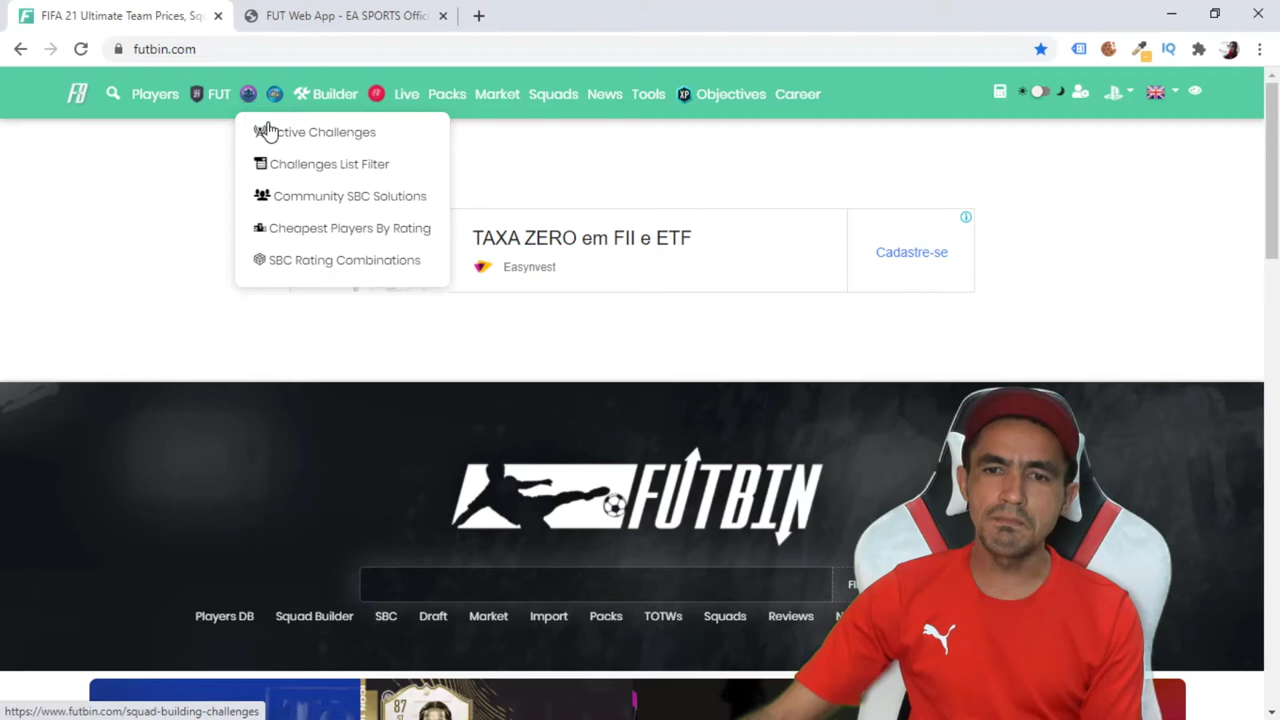 FIFA 21 Ultimate Team Prices, Sq
FUT Web App - EA SPORTS Offici
futbin.com
Players FUT Builder Live Packs Market Squads News Tools XP Objectives Career
ctive Challenges
Challenges List Filter
Community SBC Solutions
Cheapest Players By Rating
SBC Rating Combinations
TAXA ZERO em FII e ETF
Easynvest
Cadastre-se
FUTBIN
Players DB Squad Builder SBC Draft Market Import Packs TOTWs Squads Reviews
87
https://www.futbin.com/squad-building-challenges